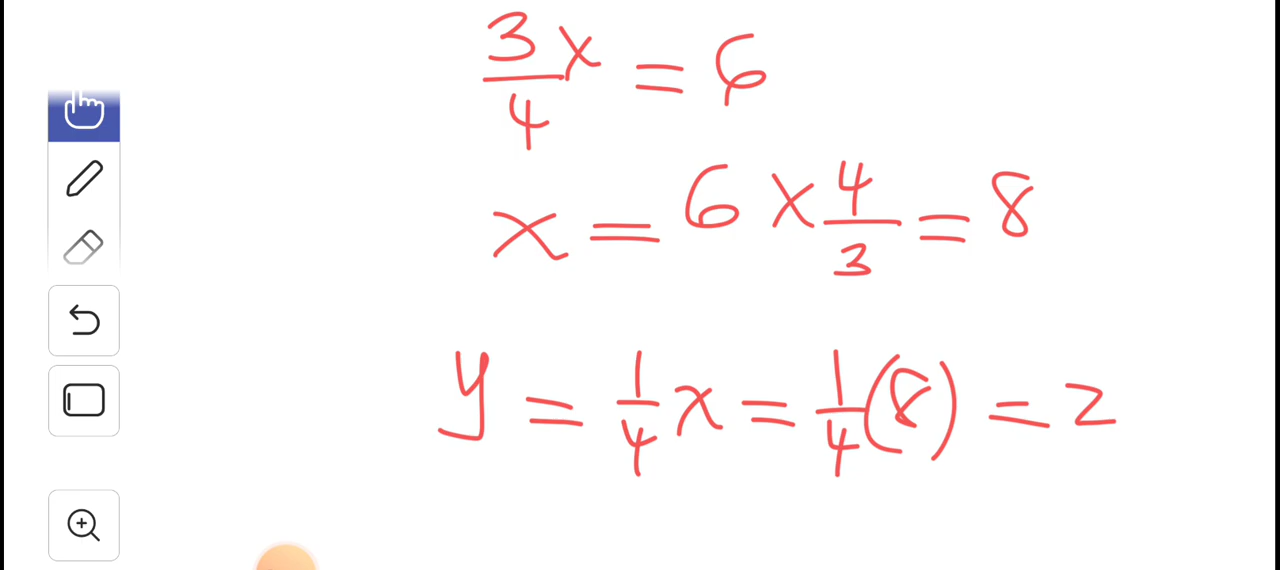 3/4 x = 6
x = 6 × 4/3 = 8
y = 1/4 x = 1/4 (8) = 2